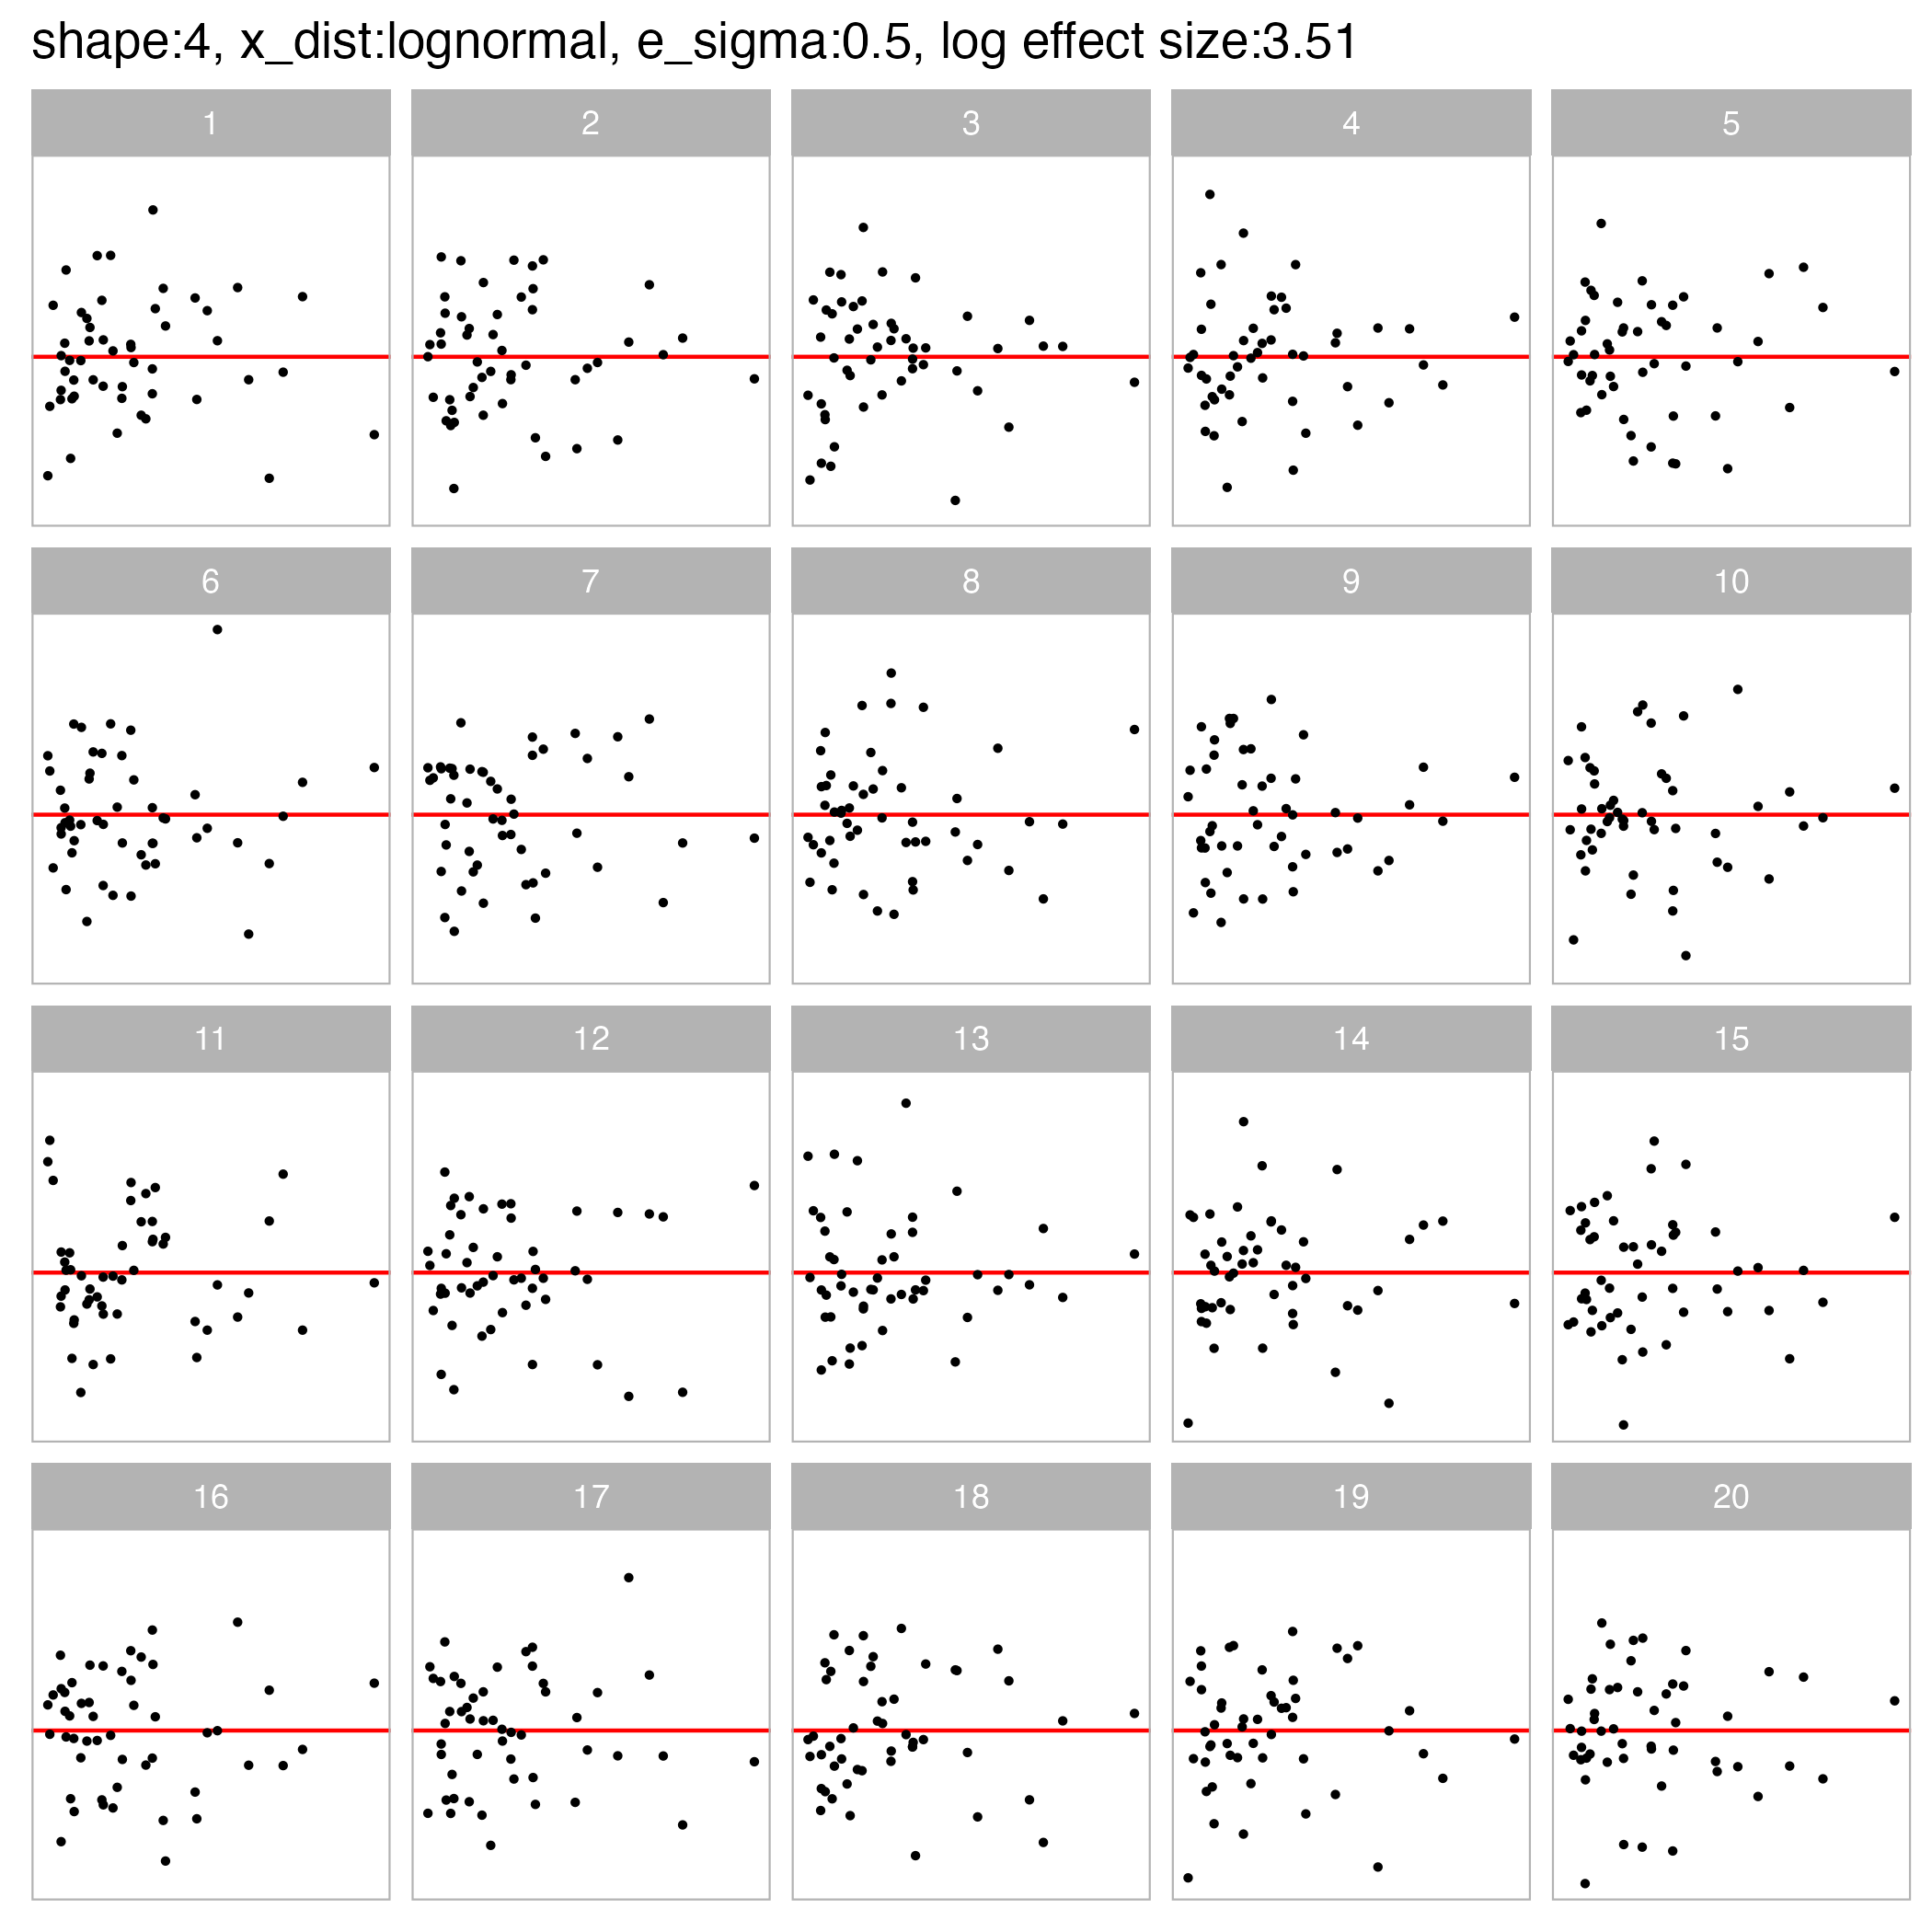 shape:4, x_dist:lognormal, e_sigma:0.5, log effect size:3.51
1 2 3 4 5
6 7 8 9 10
11 12 13 14 15
16 17 18 19 20